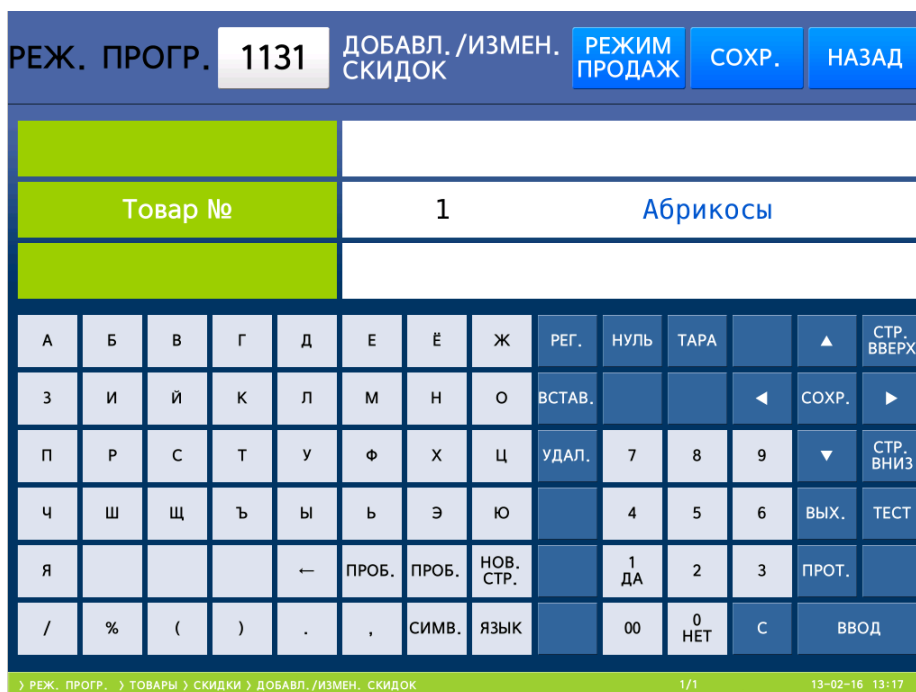 РЕЖ. ПРОГР. 1131 ДОБАВЛ./ИЗМЕН. СКИДОК РЕЖИМ ПРОДАЖ СОХР. НАЗАД
Товар № 1 Абрикосы
А Б В Г Д Е Ё Ж РЕГ. НУЛЬ ТАРА ▲ СТР. ВВЕРХ
З И Й К Л М Н О ВСТАВ. ◀ СОХР. ▶
П Р С Т У Ф Х Ц УДАЛ. 7 8 9 ▼ СТР. ВНИЗ
Ч Ш Щ Ъ Ы Ь Э Ю 4 5 6 ВЫХ. ТЕСТ
Я ← ПРОБ. ПРОБ. НОВ. СТР. 1 ДА 2 3 ПРОТ.
/ % ( ) . , СИМВ. ЯЗЫК 00 0 НЕТ С ВВОД
〉РЕЖ. ПРОГР. 〉ТОВАРЫ 〉СКИДКИ 〉ДОБАВЛ./ИЗМЕН. СКИДОК 1/1 13-02-16 13:17